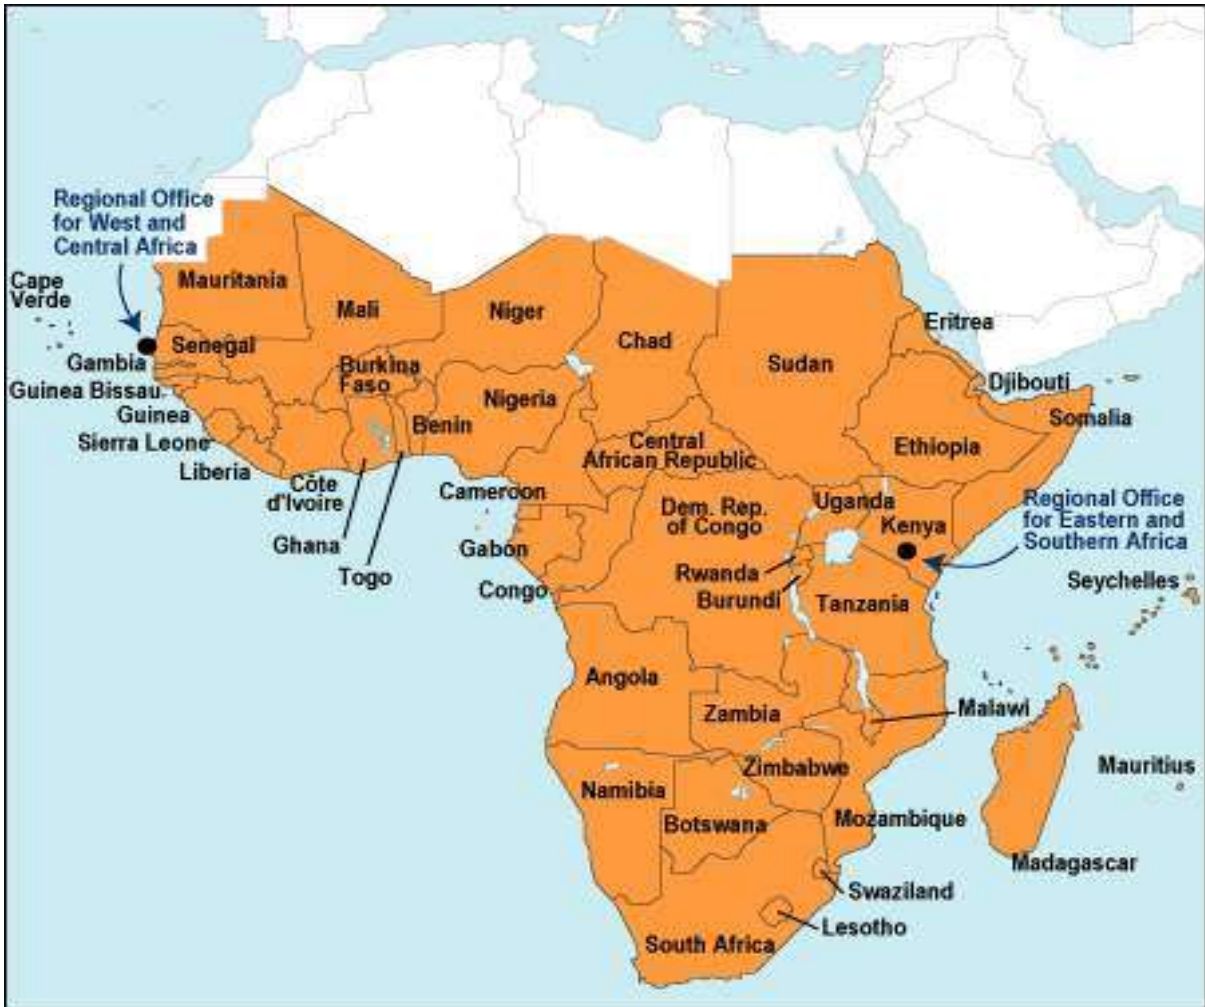 Regional Office
for West and
Central Africa
Cape
Verde
Mauritania
Mali
Niger
Chad
Sudan
Eritrea
Senegal
Gambia
Burkina
Faso
Djibouti
Guinea Bissau
Guinea
Nigeria
Benin
Somalia
Sierra Leone
Central
African Republic
Ethiopia
Liberia
Côte
d'Ivoire
Cameroon
Dem. Rep.
of Congo
Uganda
Kenya
Regional Office
for Eastern and
Southern Africa
Ghana
Gabon
Togo
Rwanda
Congo
Burundi
Tanzania
Seychelles
Angola
Zambia
Malawi
Zimbabwe
Mauritius
Namibia
Botswana
Mozambique
Madagascar
Swaziland
Lesotho
South Africa